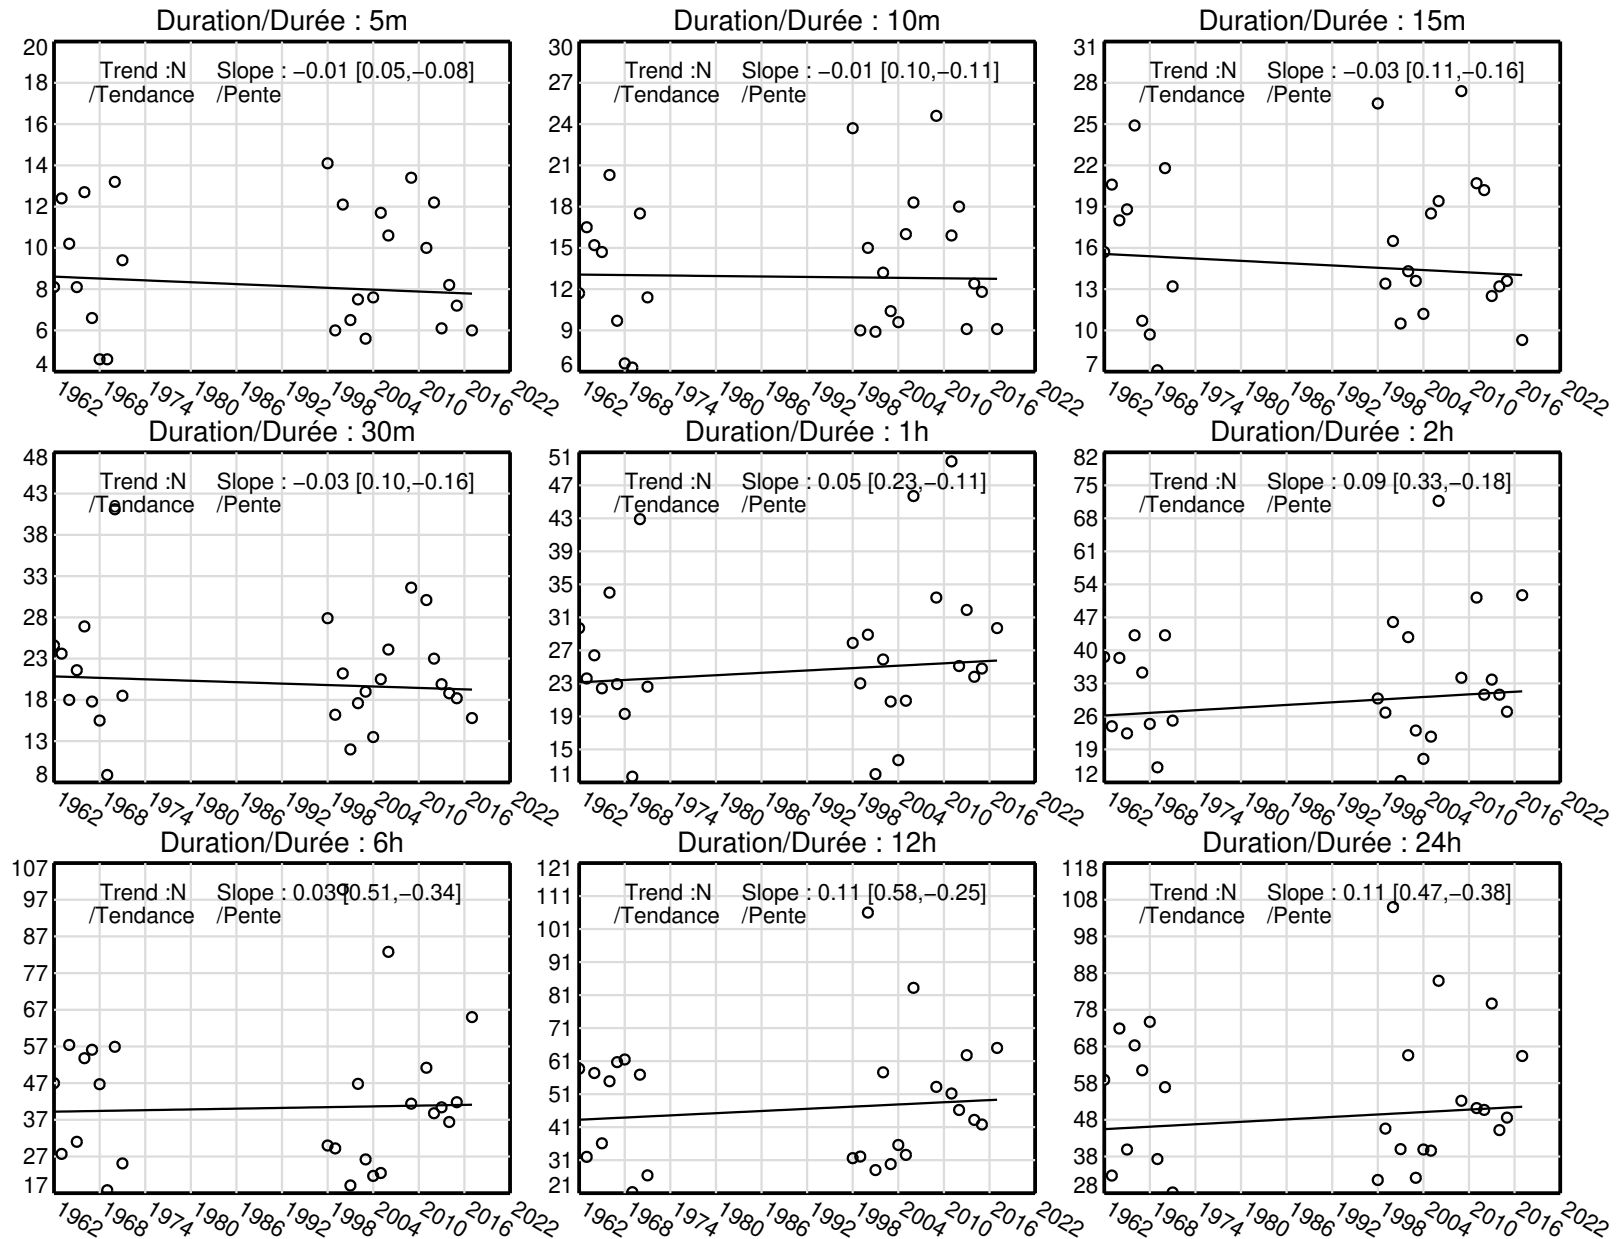 Duration/Durée : 5m
20
18
16
14
12
10
8
6
4
Trend :N Slope : −0.01 [0.05,−0.08]
/Tendance /Pente
1962 1968 1974 1980 1986 1992 1998 2004 2010 2016 2022
Duration/Durée : 10m
30
27
24
21
18
15
12
9
6
Trend :N Slope : −0.01 [0.10,−0.11]
/Tendance /Pente
1962 1968 1974 1980 1986 1992 1998 2004 2010 2016 2022
Duration/Durée : 15m
31
28
25
22
19
16
13
10
7
Trend :N Slope : −0.03 [0.11,−0.16]
/Tendance /Pente
1962 1968 1974 1980 1986 1992 1998 2004 2010 2016 2022
Duration/Durée : 30m
48
43
38
33
28
23
18
13
8
Trend :N Slope : −0.03 [0.10,−0.16]
/Tendance /Pente
1962 1968 1974 1980 1986 1992 1998 2004 2010 2016 2022
Duration/Durée : 1h
51
47
43
39
35
31
27
23
19
15
11
Trend :N Slope : 0.05 [0.23,−0.11]
/Tendance /Pente
1962 1968 1974 1980 1986 1992 1998 2004 2010 2016 2022
Duration/Durée : 2h
82
75
68
61
54
47
40
33
26
19
12
Trend :N Slope : 0.09 [0.33,−0.18]
/Tendance /Pente
1962 1968 1974 1980 1986 1992 1998 2004 2010 2016 2022
Duration/Durée : 6h
107
97
87
77
67
57
47
37
27
17
Trend :N Slope : 0.03 [0.51,−0.34]
/Tendance /Pente
1962 1968 1974 1980 1986 1992 1998 2004 2010 2016 2022
Duration/Durée : 12h
121
111
101
91
81
71
61
51
41
31
21
Trend :N Slope : 0.11 [0.58,−0.25]
/Tendance /Pente
1962 1968 1974 1980 1986 1992 1998 2004 2010 2016 2022
Duration/Durée : 24h
118
108
98
88
78
68
58
48
38
28
Trend :N Slope : 0.11 [0.47,−0.38]
/Tendance /Pente
1962 1968 1974 1980 1986 1992 1998 2004 2010 2016 2022